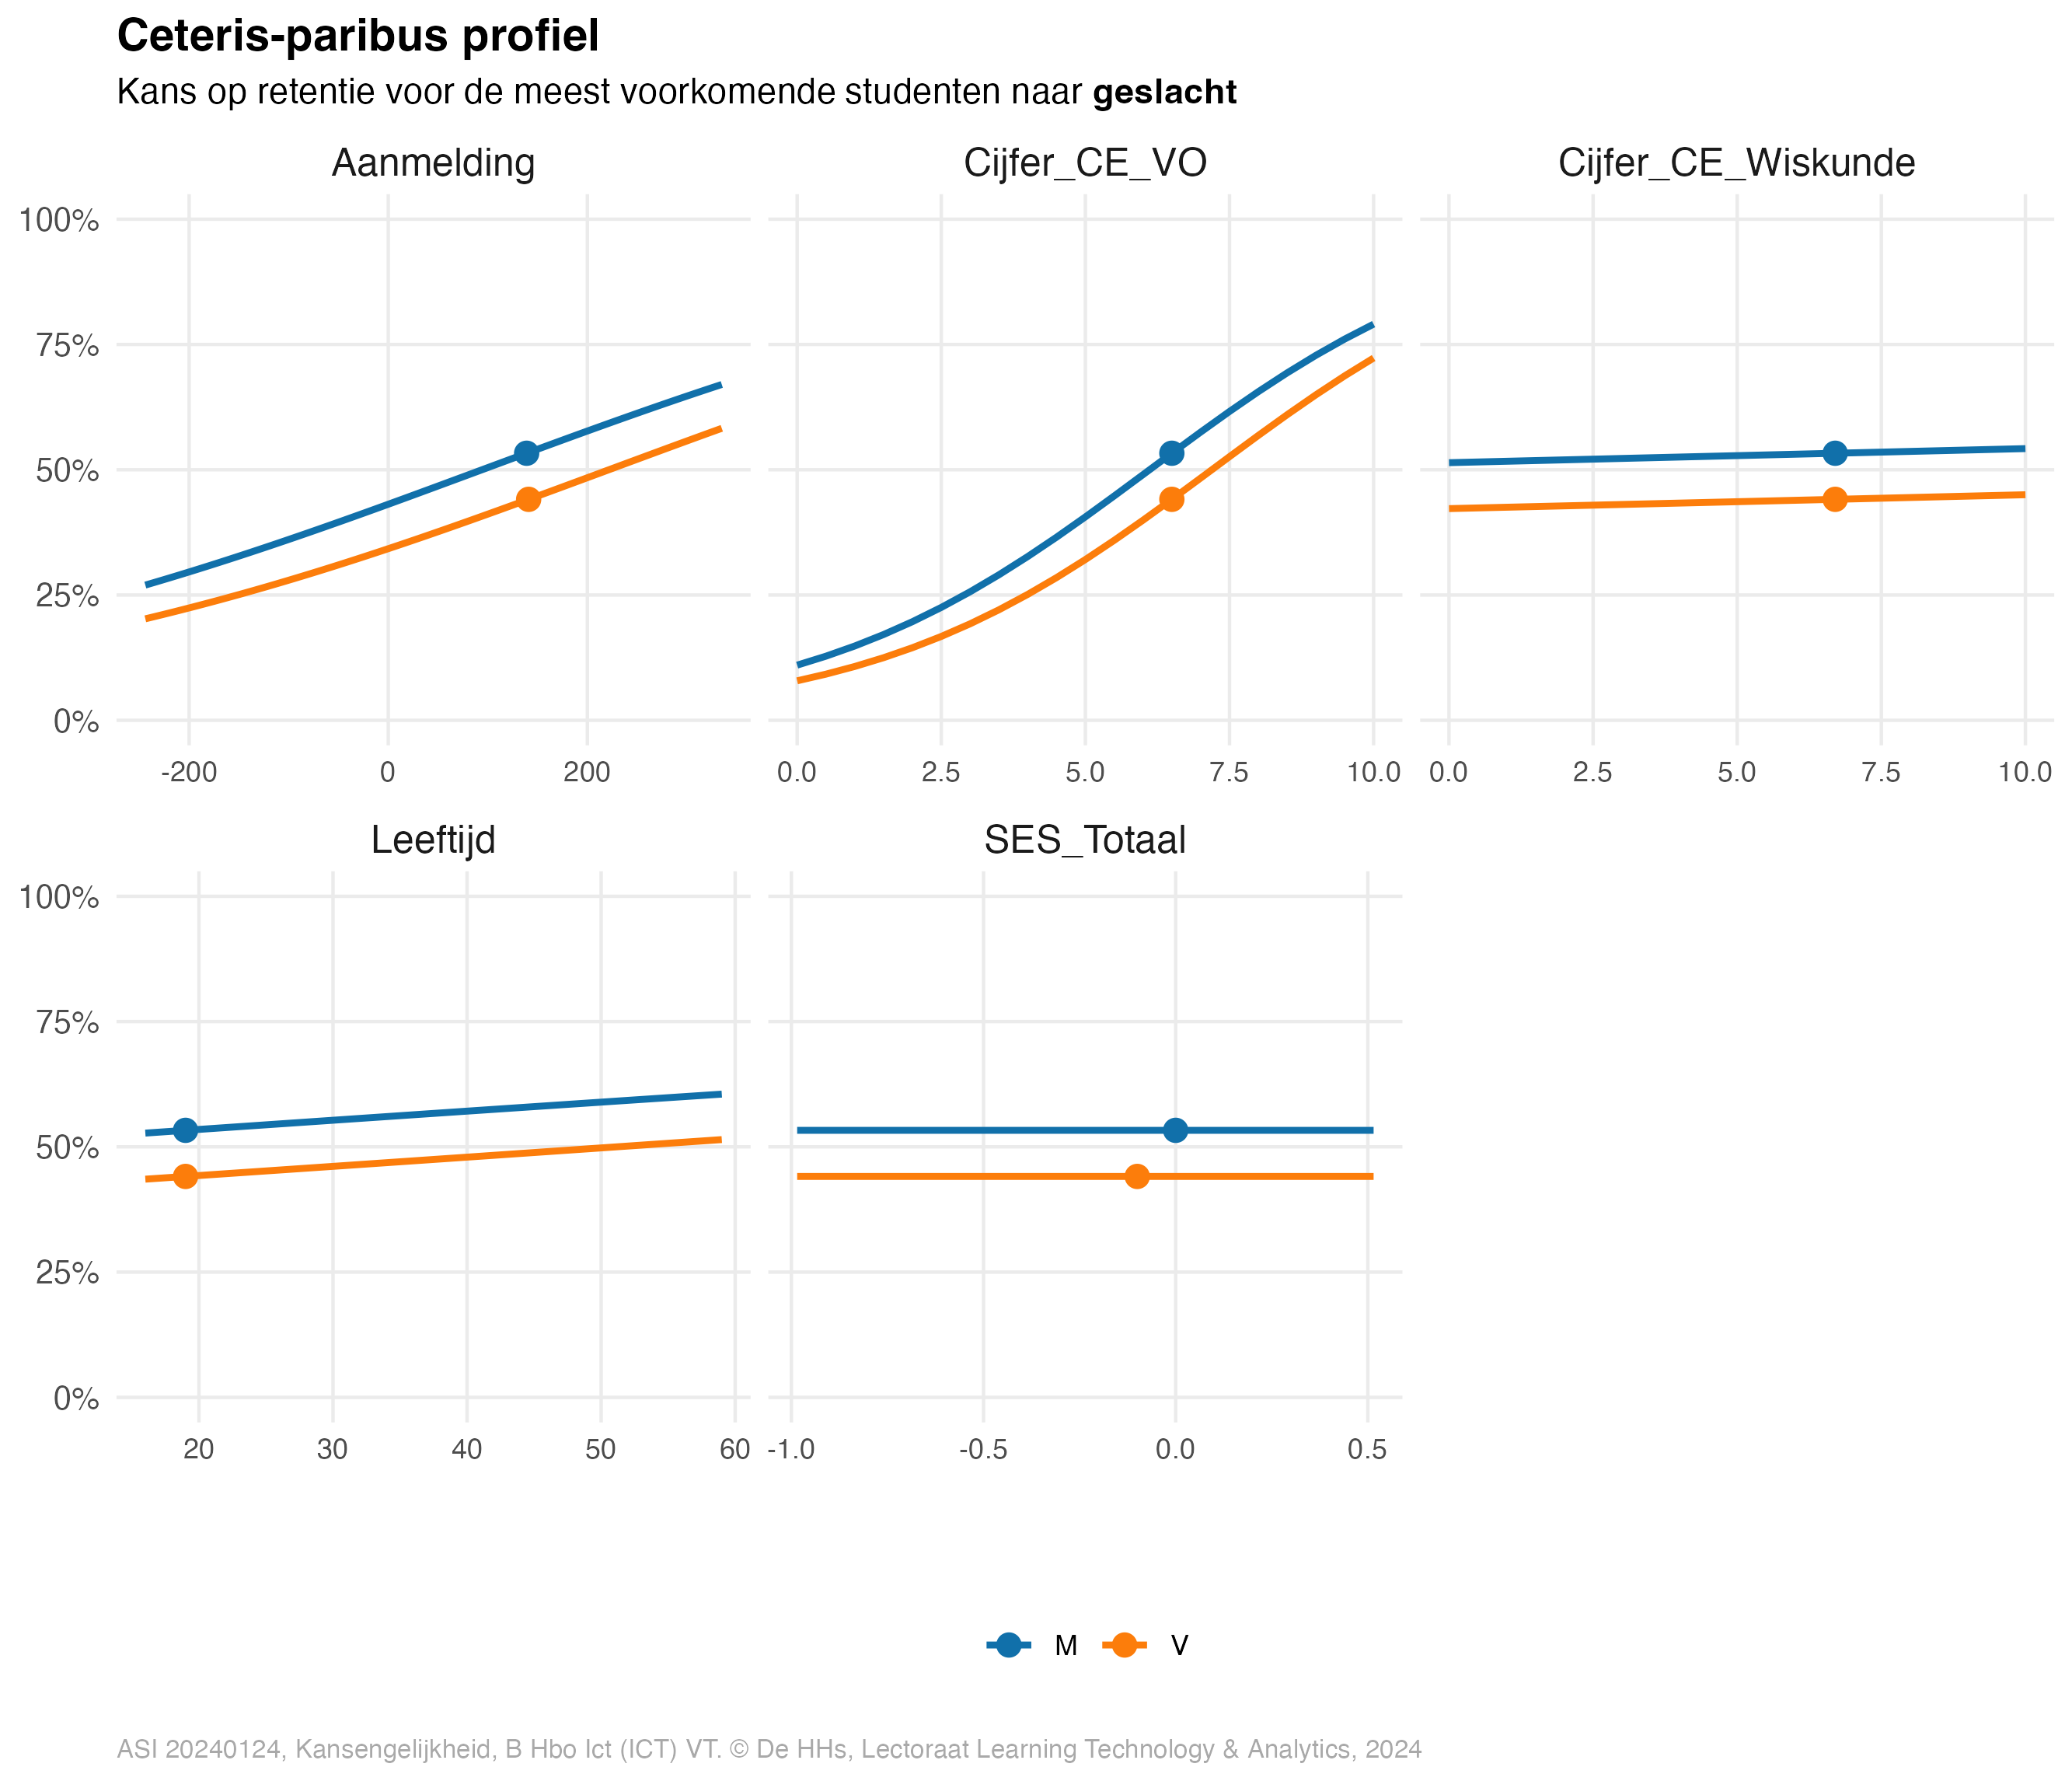 Ceteris-paribus profiel
Kans op retentie voor de meest voorkomende studenten naar geslacht
Aanmelding
Cijfer_CE_VO
Cijfer_CE_Wiskunde
100%
75%
50%
25%
0%
-200 0 200
0.0 2.5 5.0 7.5 10.0
0.0 2.5 5.0 7.5 10.0
Leeftijd
SES_Totaal
100%
75%
50%
25%
0%
20 30 40 50 60
-1.0 -0.5 0.0 0.5
M V
ASI 20240124, Kansengelijkheid, B Hbo Ict (ICT) VT. © De HHs, Lectoraat Learning Technology & Analytics, 2024